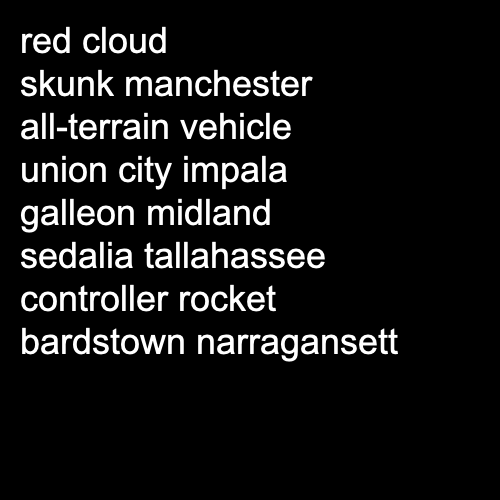 red cloud
skunk manchester
all-terrain vehicle
union city impala
galleon midland
sedalia tallahassee
controller rocket
bardstown narragansett